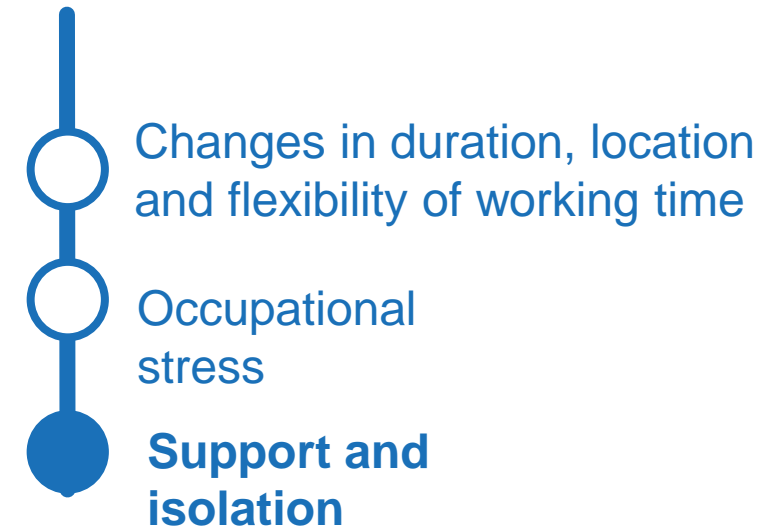 Changes in duration, location
and flexibility of working time
Occupational
stress
Support and
isolation